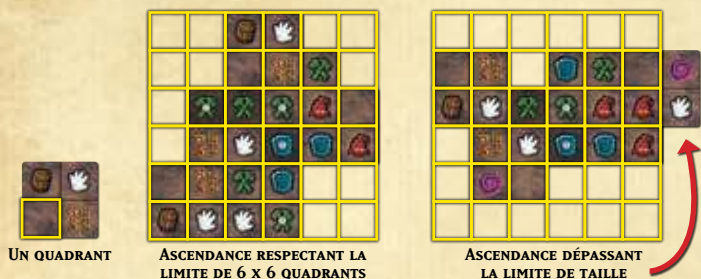 Un quadrant
Ascendance respectant la
limite de 6 x 6 quadrants
Ascendance dépassant
la limite de taille